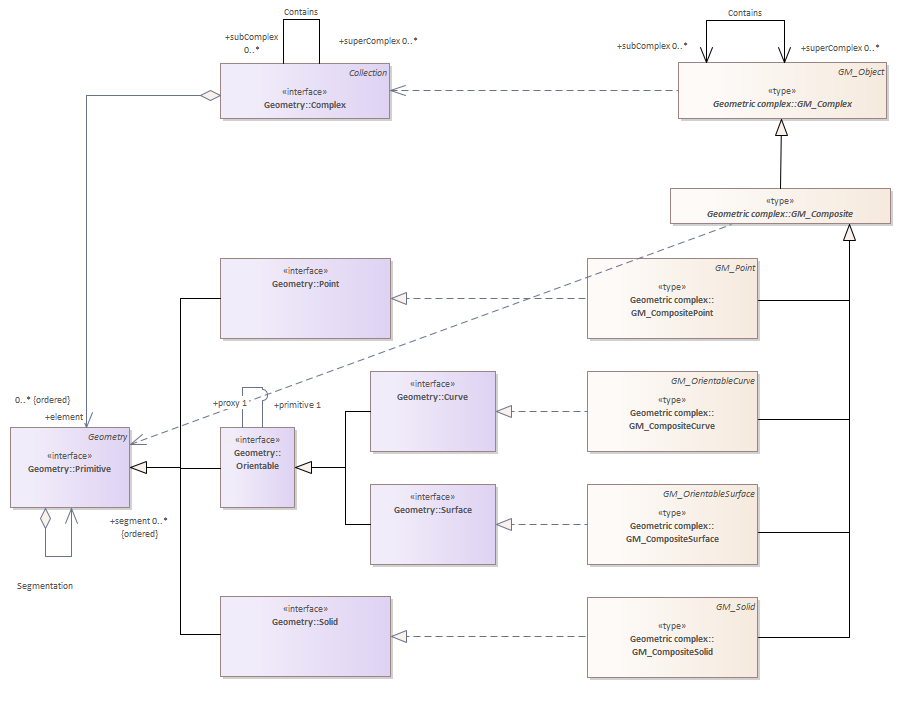 Contains
+subComplex
0..*
+superComplex 0..*
Collection
«interface»
Geometry::Complex
Contains
+subComplex 0..*
+superComplex 0..*
GM_Object
«type»
Geometric complex::GM_Complex
«type»
Geometric complex::GM_Composite
«interface»
Geometry::Point
GM_Point
«type»
Geometric complex::
GM_CompositePoint
0..* {ordered}
+element
Geometry
«interface»
Geometry::Primitive
+segment 0..*
{ordered}
Segmentation
+proxy 1
+primitive 1
«interface»
Geometry::
Orientable
«interface»
Geometry::Curve
GM_OrientableCurve
«type»
Geometric complex::
GM_CompositeCurve
«interface»
Geometry::Surface
GM_OrientableSurface
«type»
Geometric complex::
GM_CompositeSurface
«interface»
Geometry::Solid
GM_Solid
«type»
Geometric complex::
GM_CompositeSolid